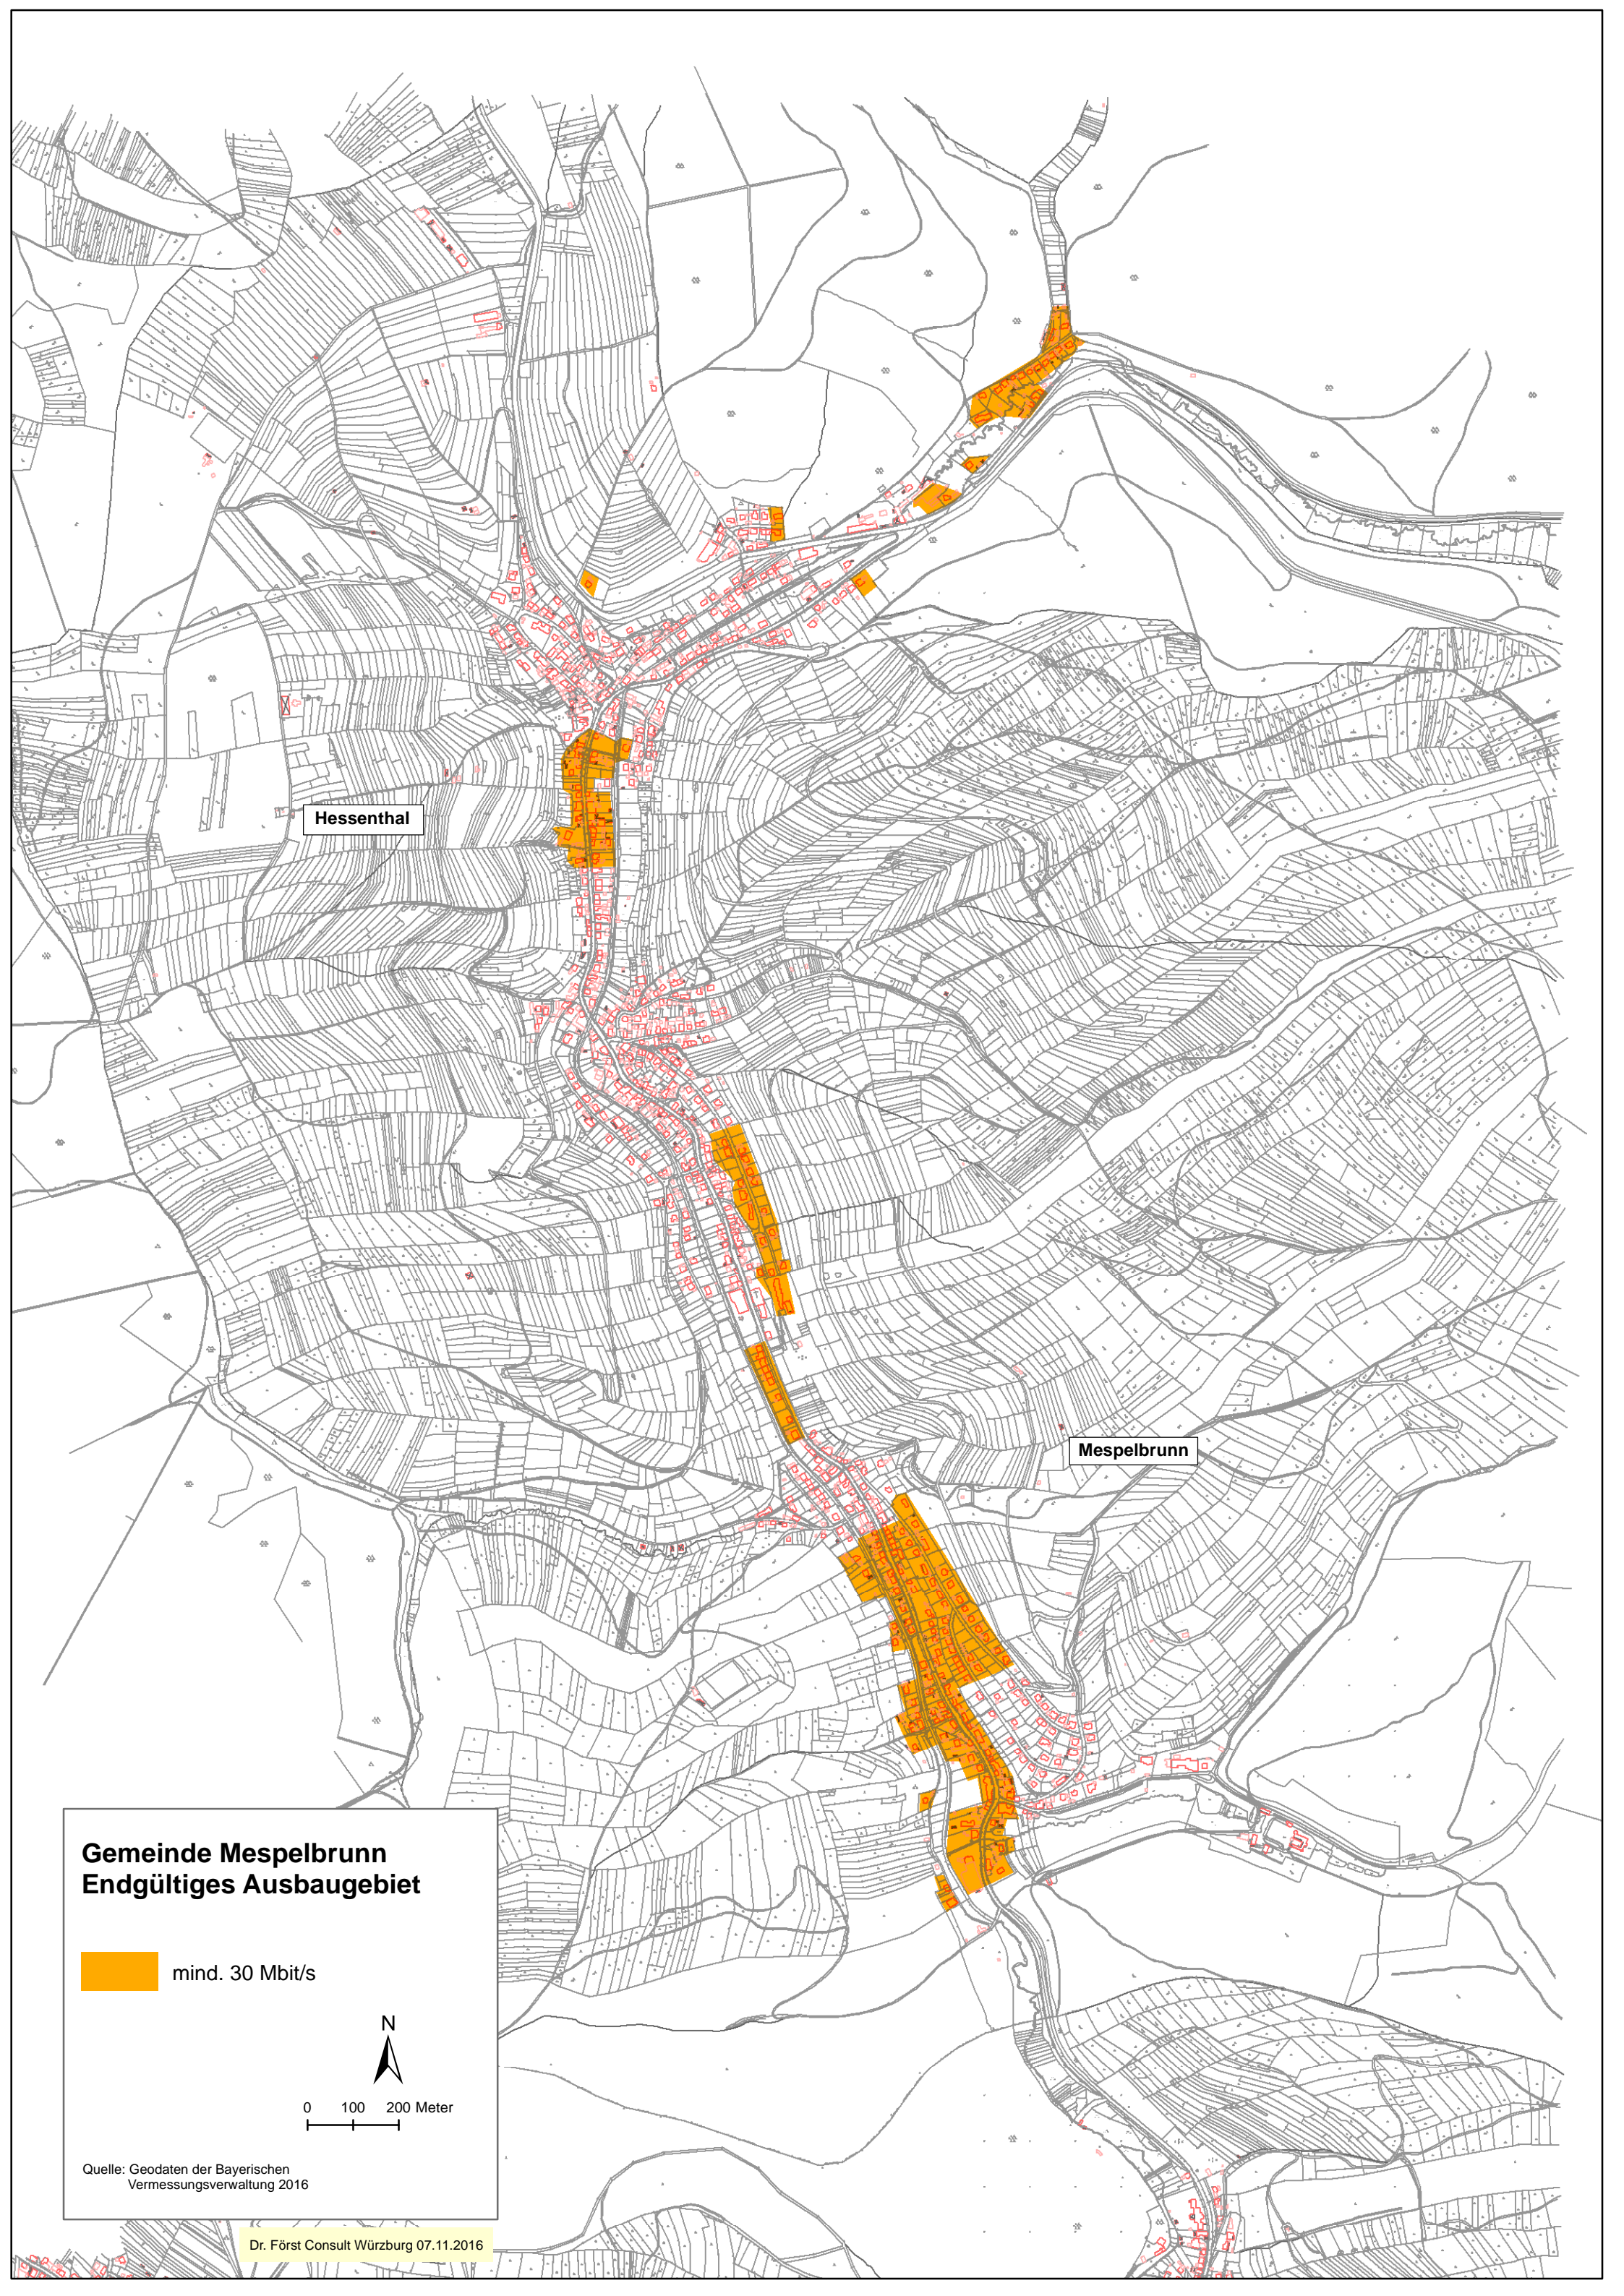 Hessenthal
Mespelbrunn
Gemeinde Mespelbrunn
Endgültiges Ausbaugebiet
mind. 30 Mbit/s
N
0 100 200 Meter
Quelle: Geodaten der Bayerischen
Vermessungsverwaltung 2016
Dr. Först Consult Würzburg 07.11.2016